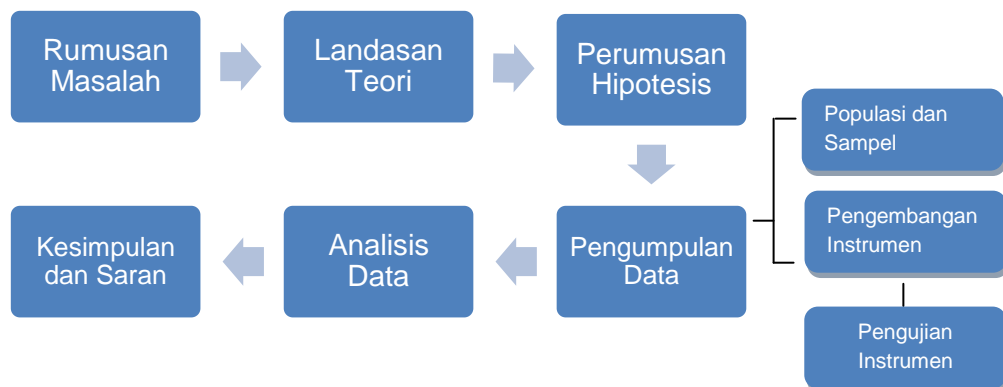 Rumusan
Masalah
Landasan
Teori
Perumusan
Hipotesis
Populasi dan
Sampel
Pengembangan
Instrumen
Pengujian
Instrumen
Pengumpulan
Data
Analisis
Data
Kesimpulan
dan Saran